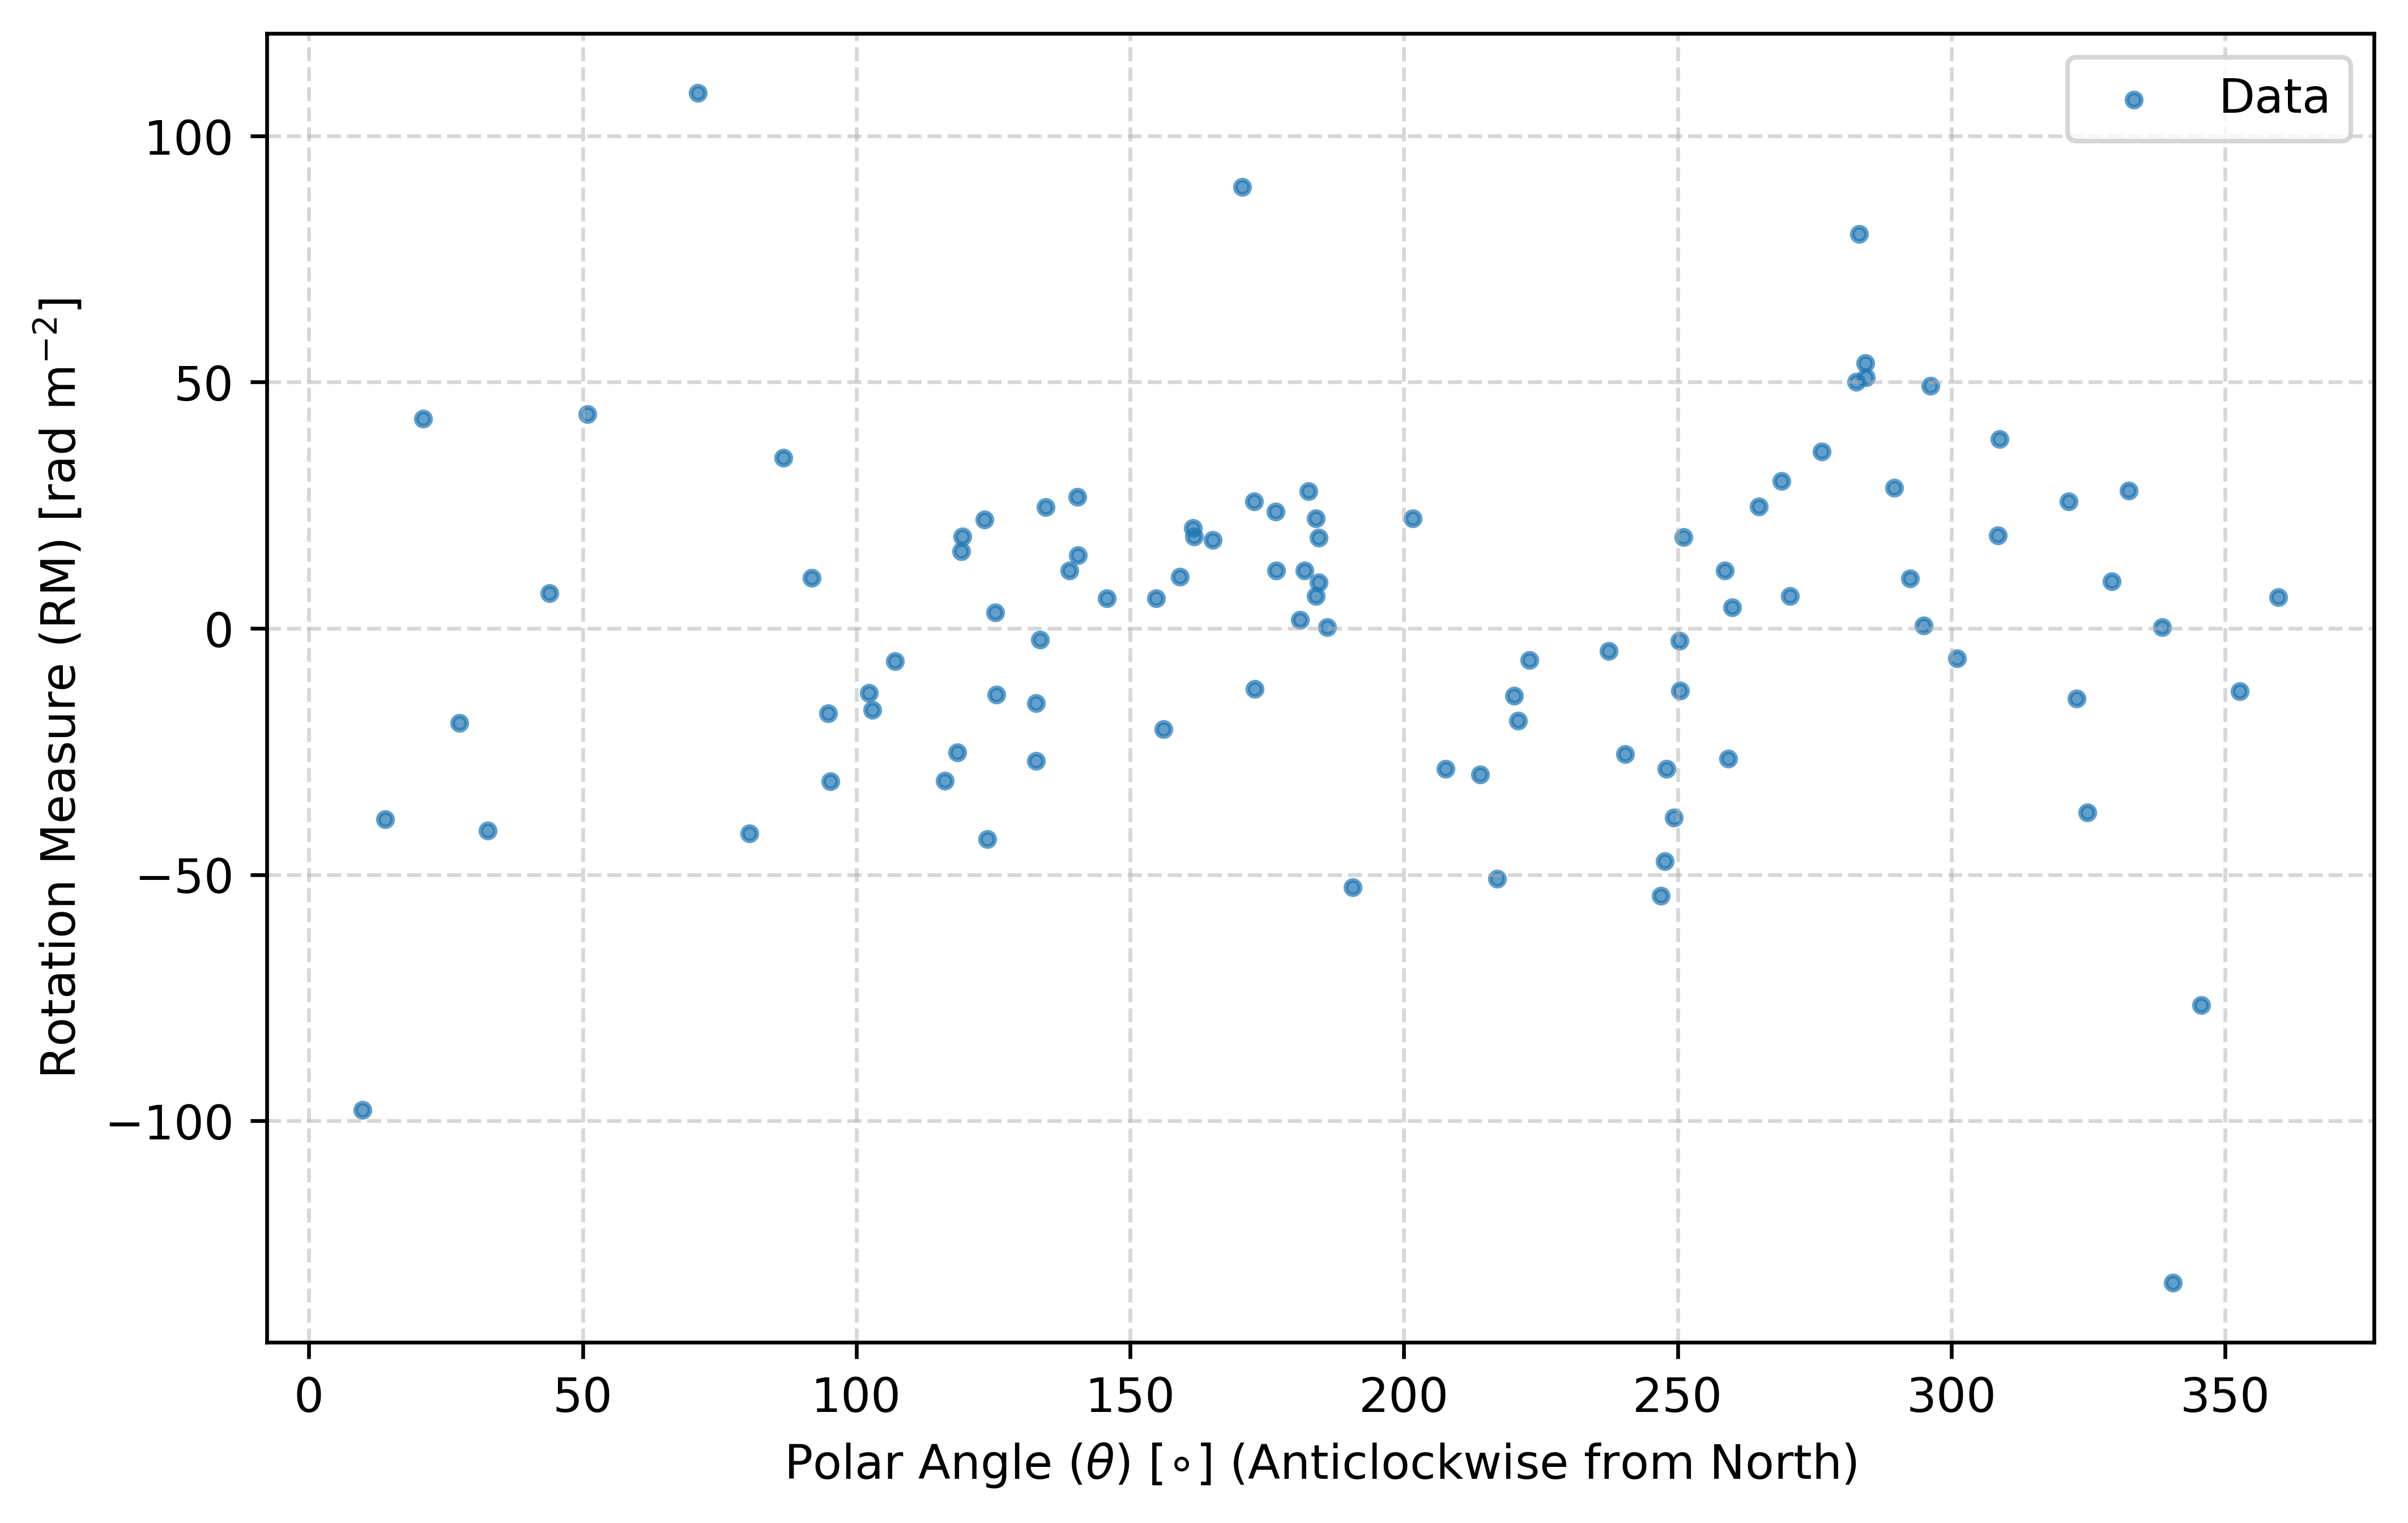 Data
100
50
0
−50
−100
Rotation Measure (RM) [rad m⁻²]
0 50 100 150 200 250 300 350
Polar Angle (θ) [∘] (Anticlockwise from North)